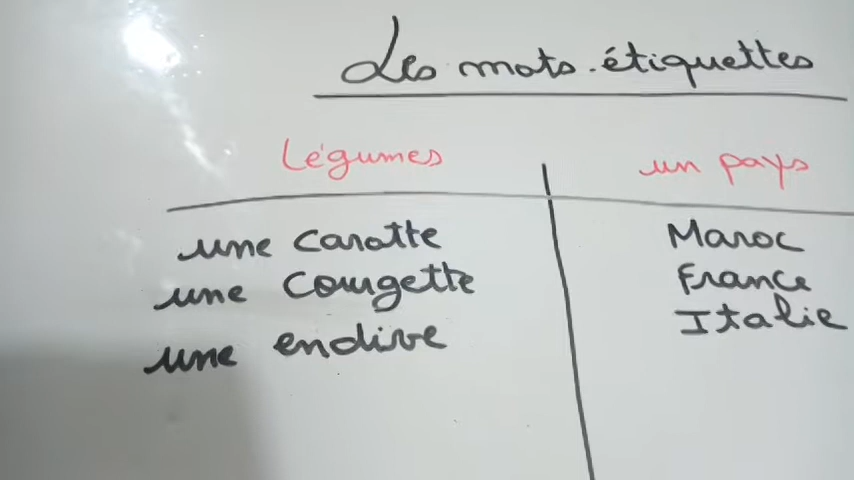 Les mots-étiquettes
Légumes
une carotte
une courgette
une endive
un pays
Maroc
France
Italie